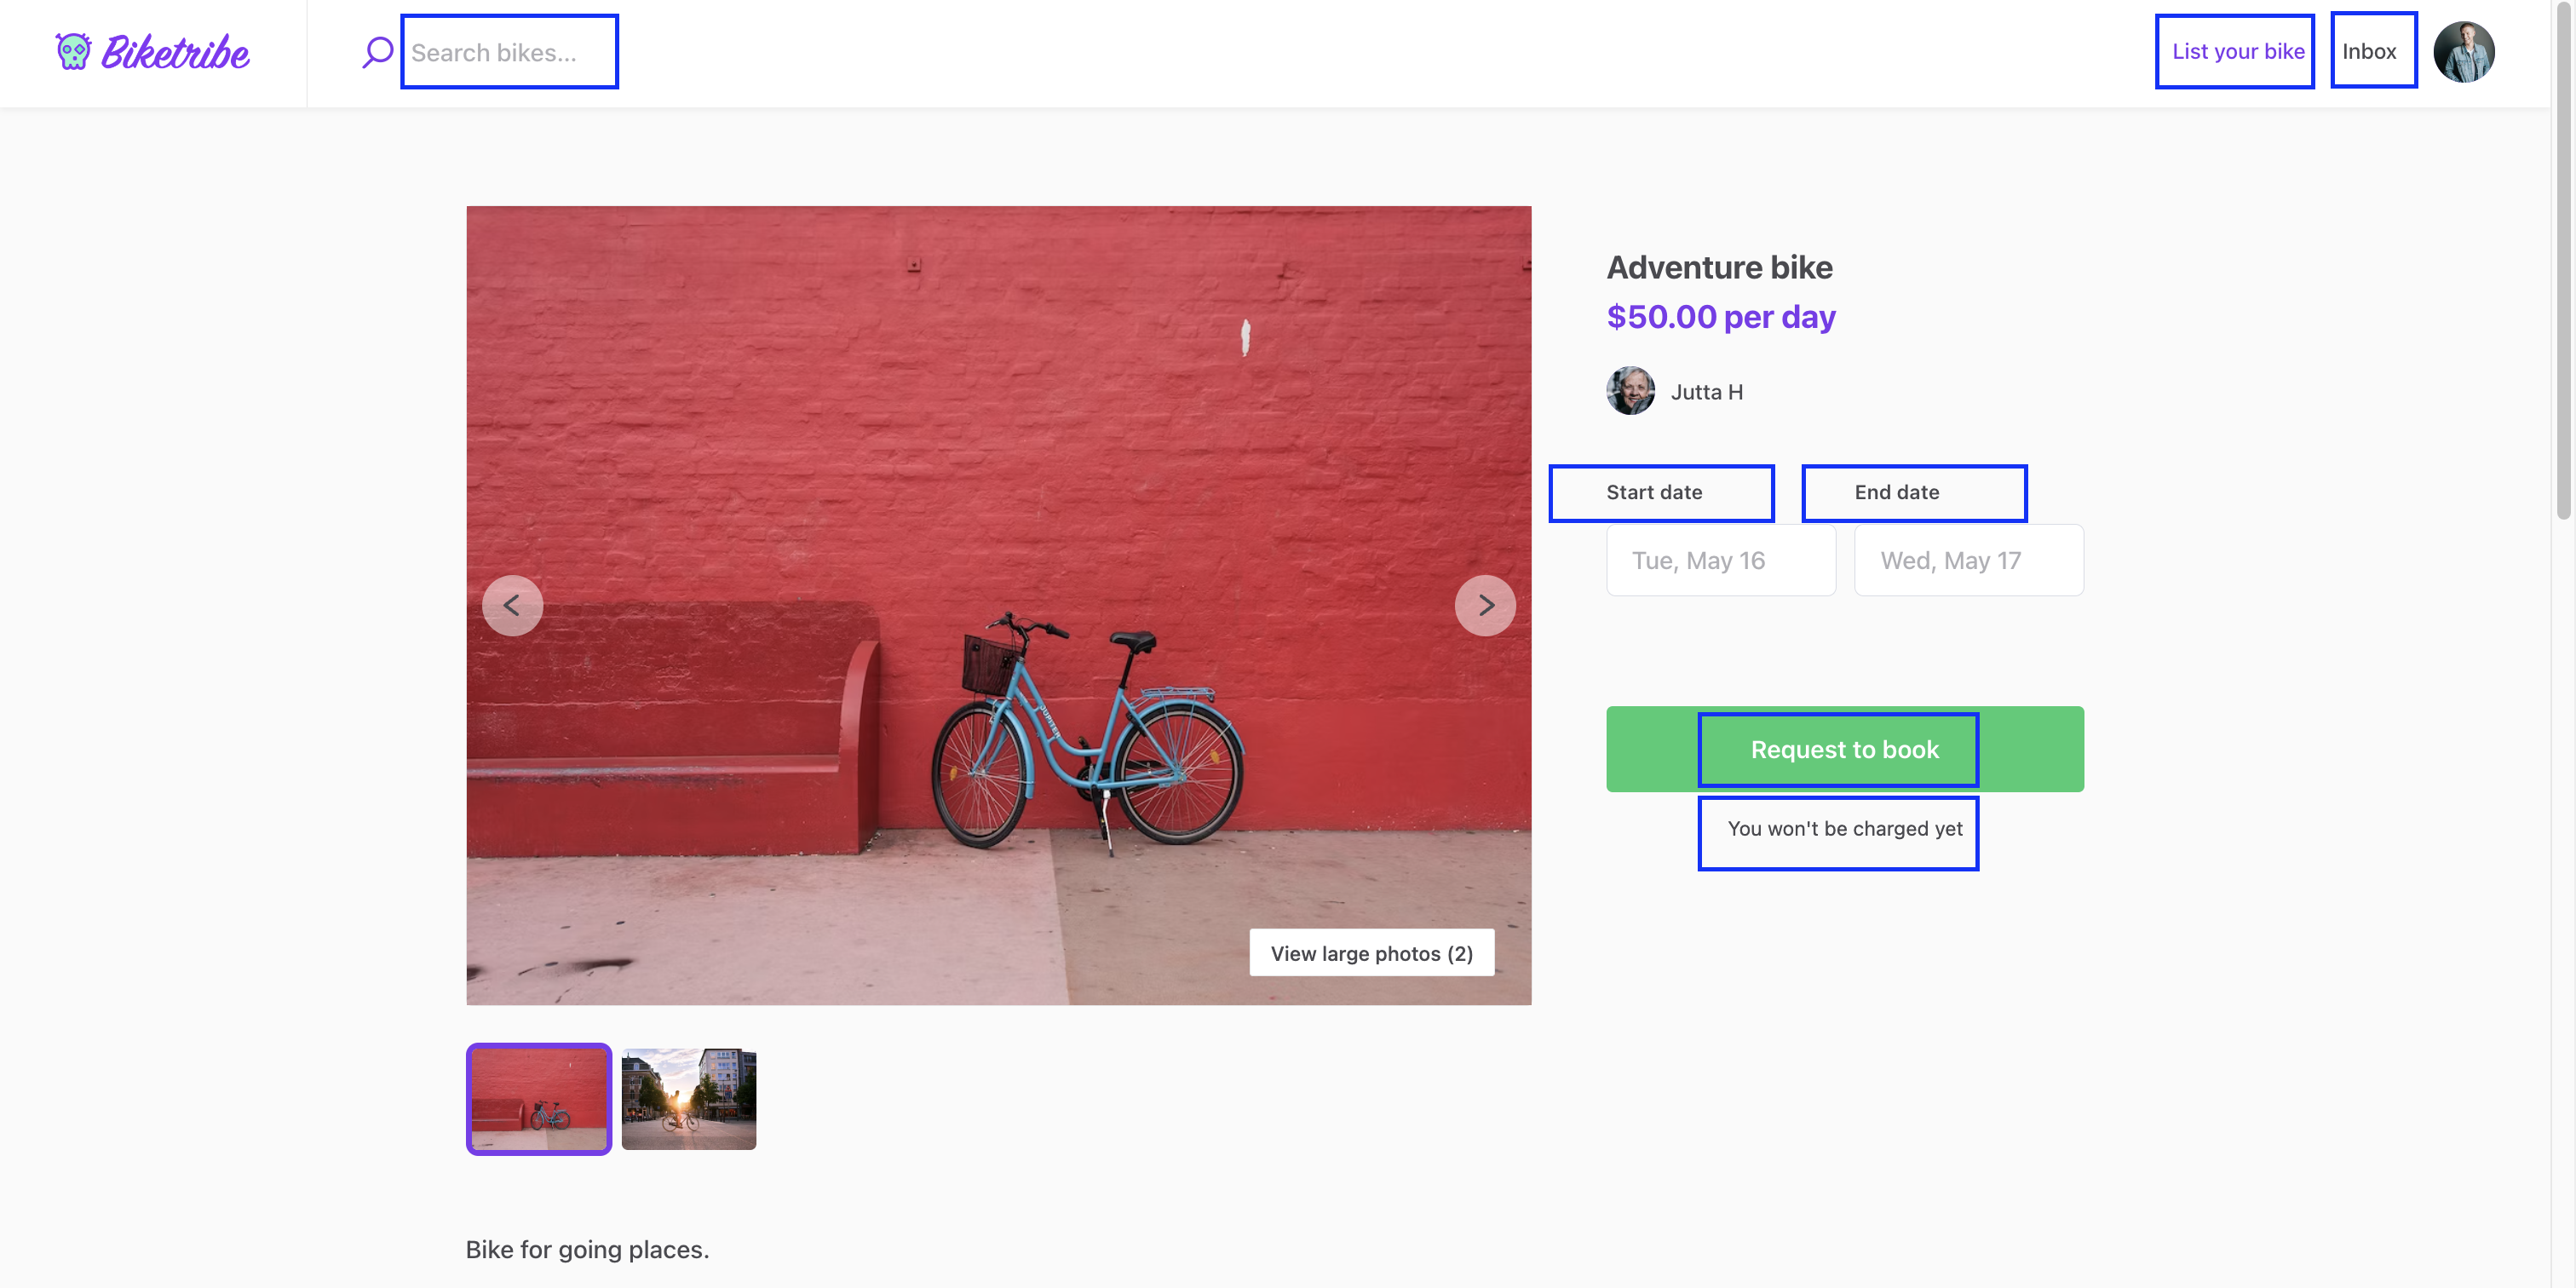 Biketribe
Search bikes...
List your bike
Inbox
Adventure bike
$50.00 per day
Jutta H
Start date
End date
Tue, May 16
Wed, May 17
JUPITER
Request to book
You won't be charged yet
View large photos (2)
Bike for going places.